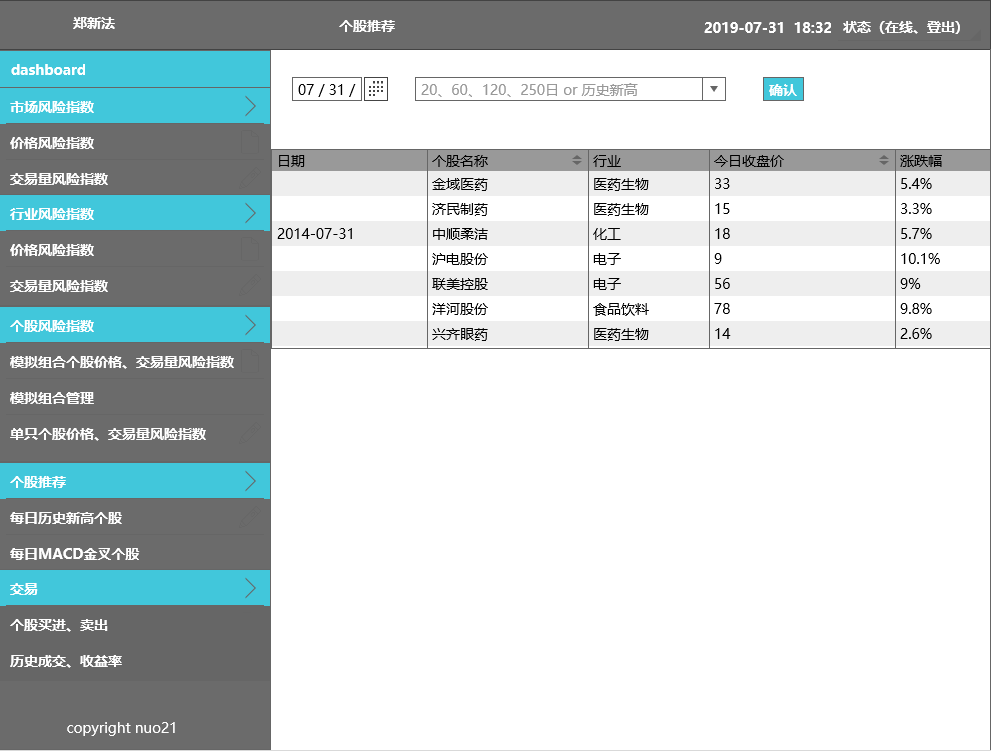 郑新法 个股推荐 2019-07-31 18:32 状态（在线、登出）
dashboard
市场风险指数
价格风险指数
交易量风险指数
行业风险指数
价格风险指数
交易量风险指数
个股风险指数
模拟组合个股价格、交易量风险指数
模拟组合管理
单只个股价格、交易量风险指数
个股推荐
每日历史新高个股
每日MACD金叉个股
交易
个股买进、卖出
历史成交、收益率
copyright nuo21
07 / 31 / 20、60、120、250日 or 历史新高 确认
日期 个股名称 行业 今日收盘价 涨跌幅
金域医药 医药生物 33 5.4%
济民制药 医药生物 15 3.3%
2014-07-31 中顺柔洁 化工 18 5.7%
沪电股份 电子 9 10.1%
联美控股 电子 56 9%
洋河股份 食品饮料 78 9.8%
兴齐眼药 医药生物 14 2.6%